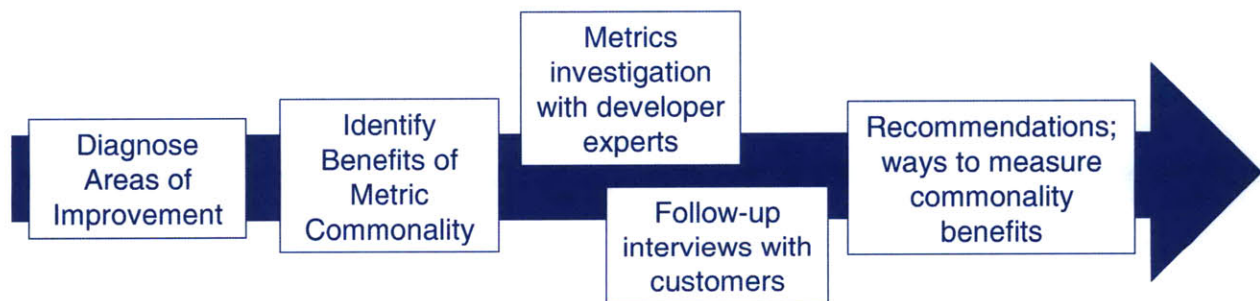 Diagnose
Areas of
Improvement
Identify
Benefits of
Metric
Commonality
Metrics
investigation
with developer
experts
Follow-up
interviews with
customers
Recommendations;
ways to measure
commonality
benefits